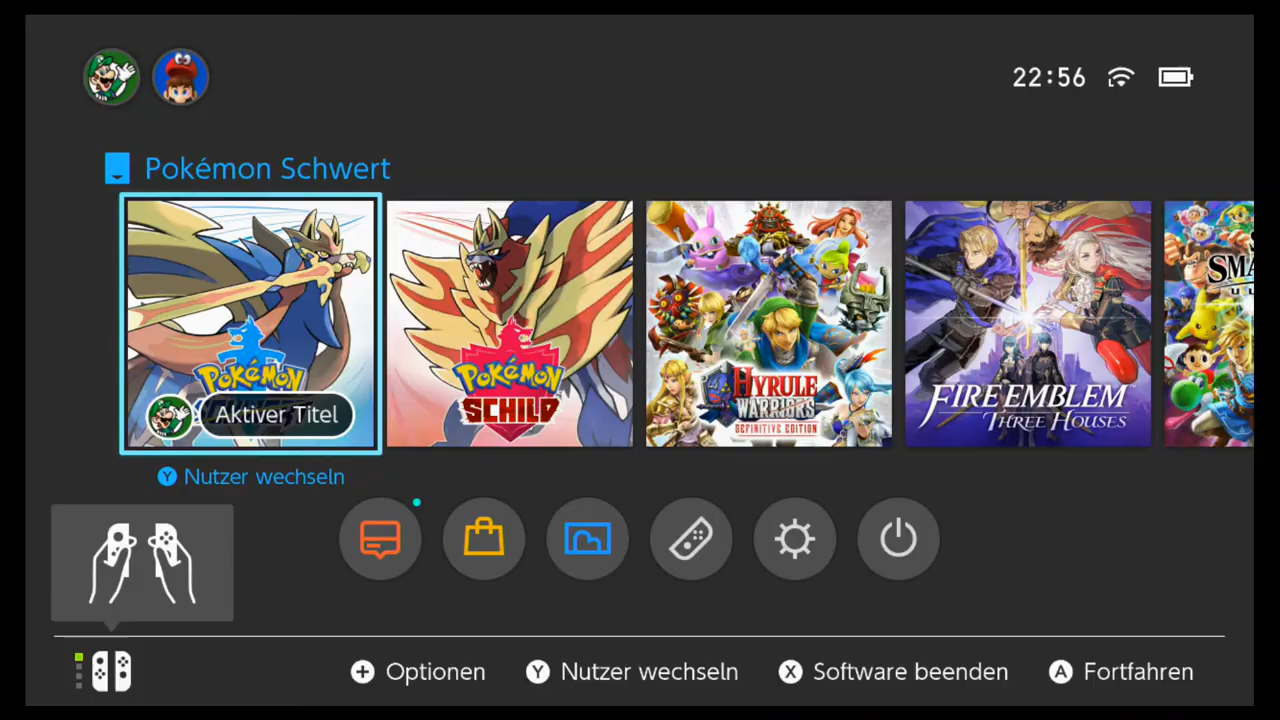 22:56
Pokémon Schwert
POKÉMON
Aktiver Titel
POKÉMON
SCHILD
HYRULE
WARRIORS
DEFINITIVE EDITION
FIRE EMBLEM™
THREE HOUSES
Y Nutzer wechseln
+ Optionen
Y Nutzer wechseln
X Software beenden
A Fortfahren